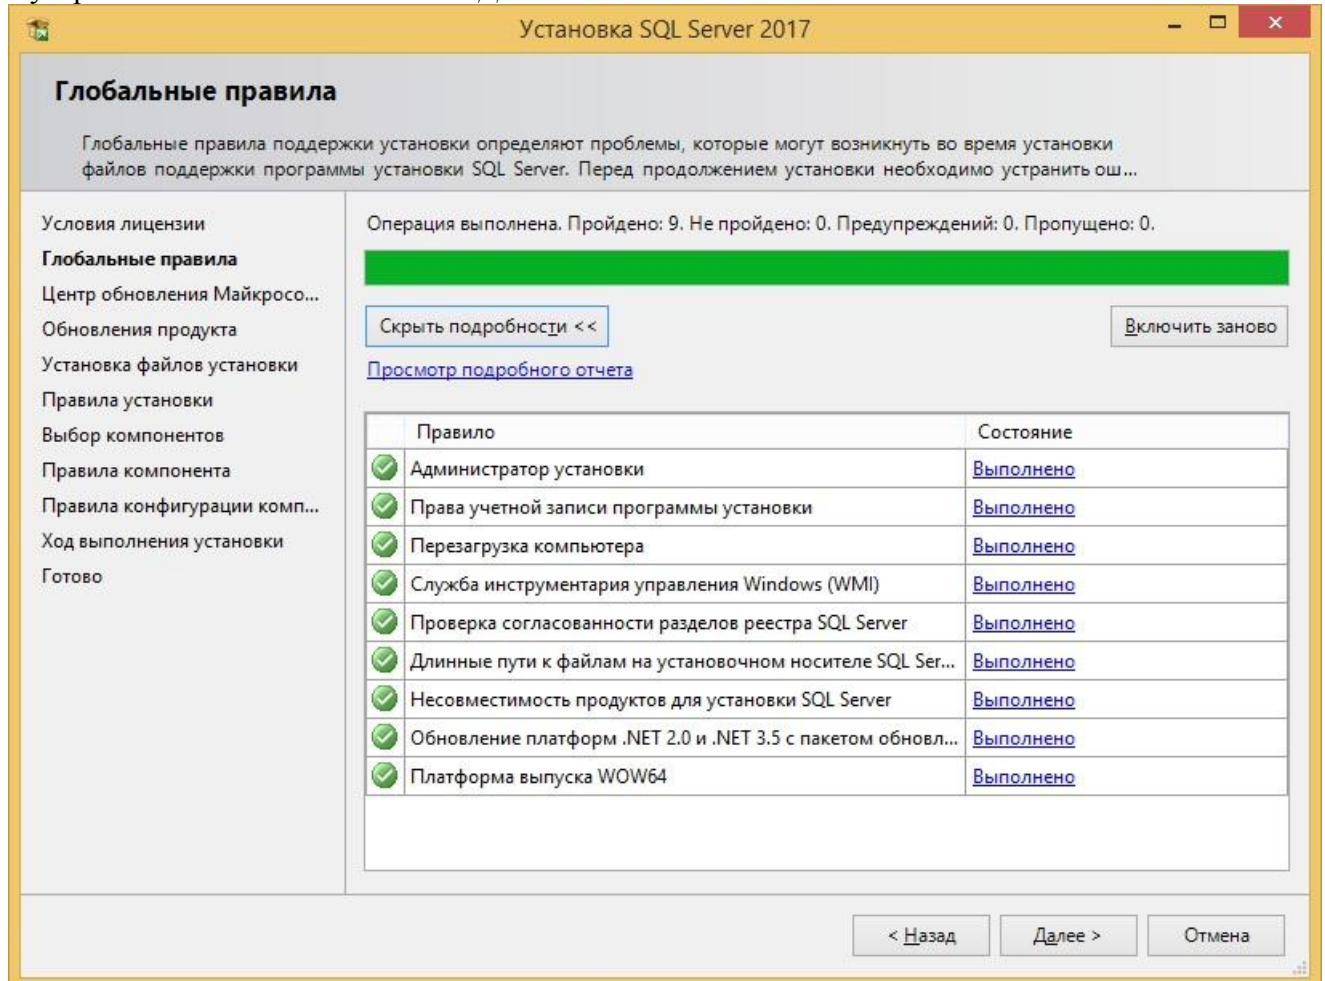 Установка SQL Server 2017
Глобальные правила
Глобальные правила поддержки установки определяют проблемы, которые могут возникнуть во время установки
файлов поддержки программы установки SQL Server. Перед продолжением установки необходимо устранить ош...
Условия лицензии
Глобальные правила
Центр обновления Майкросо...
Обновления продукта
Установка файлов установки
Правила установки
Выбор компонентов
Правила компонента
Правила конфигурации комп...
Ход выполнения установки
Готово
Операция выполнена. Пройдено: 9. Не пройдено: 0. Предупреждений: 0. Пропущено: 0.
Скрыть подробности <<
Включить заново
Просмотр подробного отчета
Правило Состояние
Администратор установки Выполнено
Права учетной записи программы установки Выполнено
Перезагрузка компьютера Выполнено
Служба инструментария управления Windows (WMI) Выполнено
Проверка согласованности разделов реестра SQL Server Выполнено
Длинные пути к файлам на установочном носителе SQL Ser... Выполнено
Несовместимость продуктов для установки SQL Server Выполнено
Обновление платформ .NET 2.0 и .NET 3.5 с пакетом обновл... Выполнено
Платформа выпуска WOW64 Выполнено
< Назад Далее > Отмена